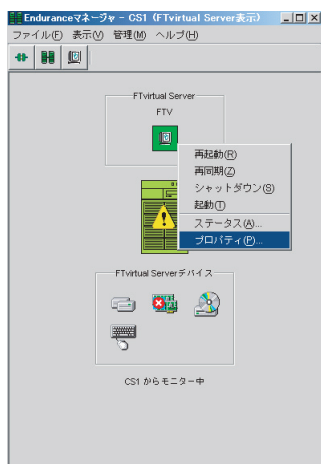 Enduranceマネージャ - CS1 (FTvirtual Server表示)
ファイル(F) 表示(V) 管理(M) ヘルプ(H)
FTvirtual Server
FTV
再起動(R)
再同期(Z)
シャットダウン(S)
起動(T)
ステータス(A)...
プロパティ(P)...
FTvirtual Serverデバイス
CS1 からモニター中